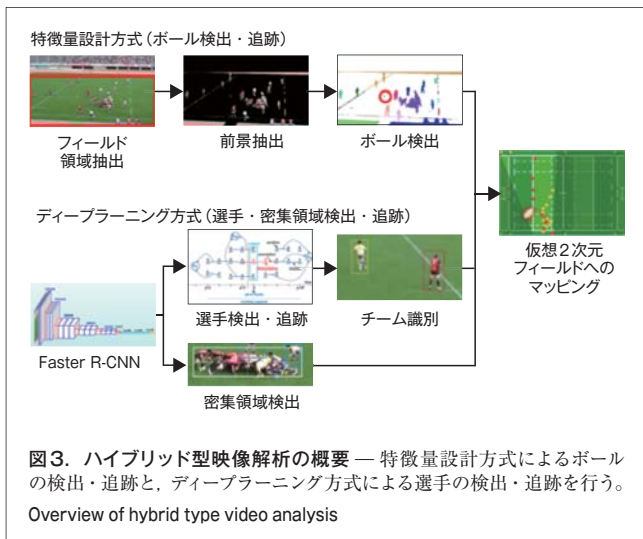 特徴量設計方式(ボール検出・追跡)
フィールド
領域抽出
前景抽出
ボール検出
仮想2次元
フィールドへの
マッピング
ディープラーニング方式(選手・密集領域検出・追跡)
Faster R-CNN
選手検出・追跡
チーム識別
密集領域検出
図3. ハイブリッド型映像解析の概要 — 特徴量設計方式によるボール
の検出・追跡と,ディープラーニング方式による選手の検出・追跡を行う。
Overview of hybrid type video analysis